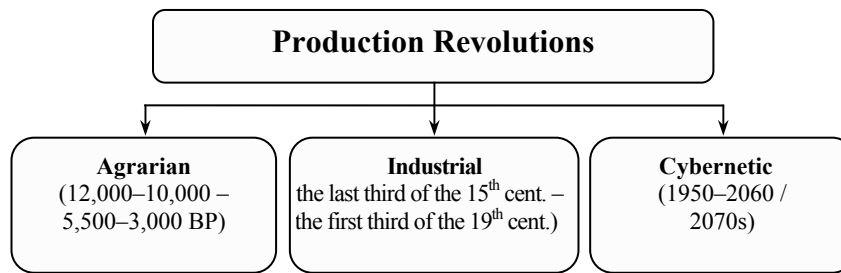 Production Revolutions
Agrarian
(12,000–10,000 –
5,500–3,000 BP)
Industrial
the last third of the 15th cent. –
the first third of the 19th cent.)
Cybernetic
(1950–2060 /
2070s)